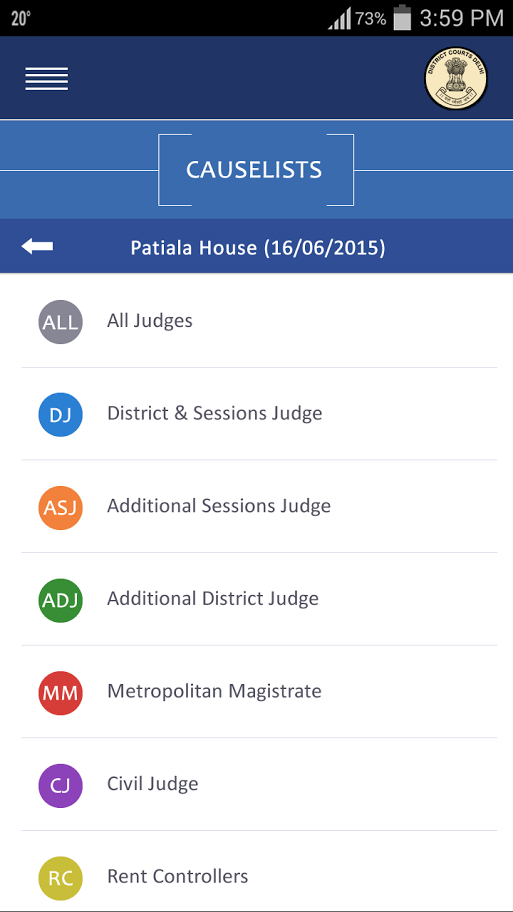 20°
73% 3:59 PM
DISTRICT COURTS DELHI
CAUSELISTS
Patiala House (16/06/2015)
ALL All Judges
DJ District & Sessions Judge
ASJ Additional Sessions Judge
ADJ Additional District Judge
MM Metropolitan Magistrate
CJ Civil Judge
RC Rent Controllers